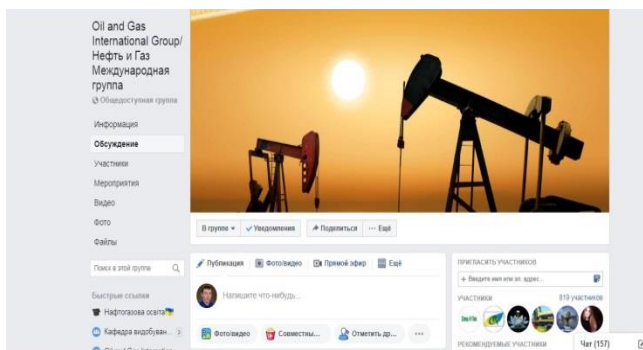 Oil and Gas
International Group/
Нефть и Газ
Международная
группа
Общедоступная группа
Информация
Обсуждение
Участники
Мероприятия
Видео
Фото
Файлы
Поиск в этой группе
Быстрые ссылки
Нафтогазова освіта
Кафедра видобуван...
В группе
Уведомления
Поделиться
Ещё
Публикация
Фото/видео
Прямой эфир
Ещё
Напишите что-нибудь...
Фото/видео
Совместны...
Отметить др...
ПРИГЛАСИТЬ УЧАСТНИКОВ
+ Введите имя или эл. адрес...
УЧАСТНИКИ
819 участников
РЕКОМЕНДУЕМЫЕ УЧАСТНИКИ
Чат (157)